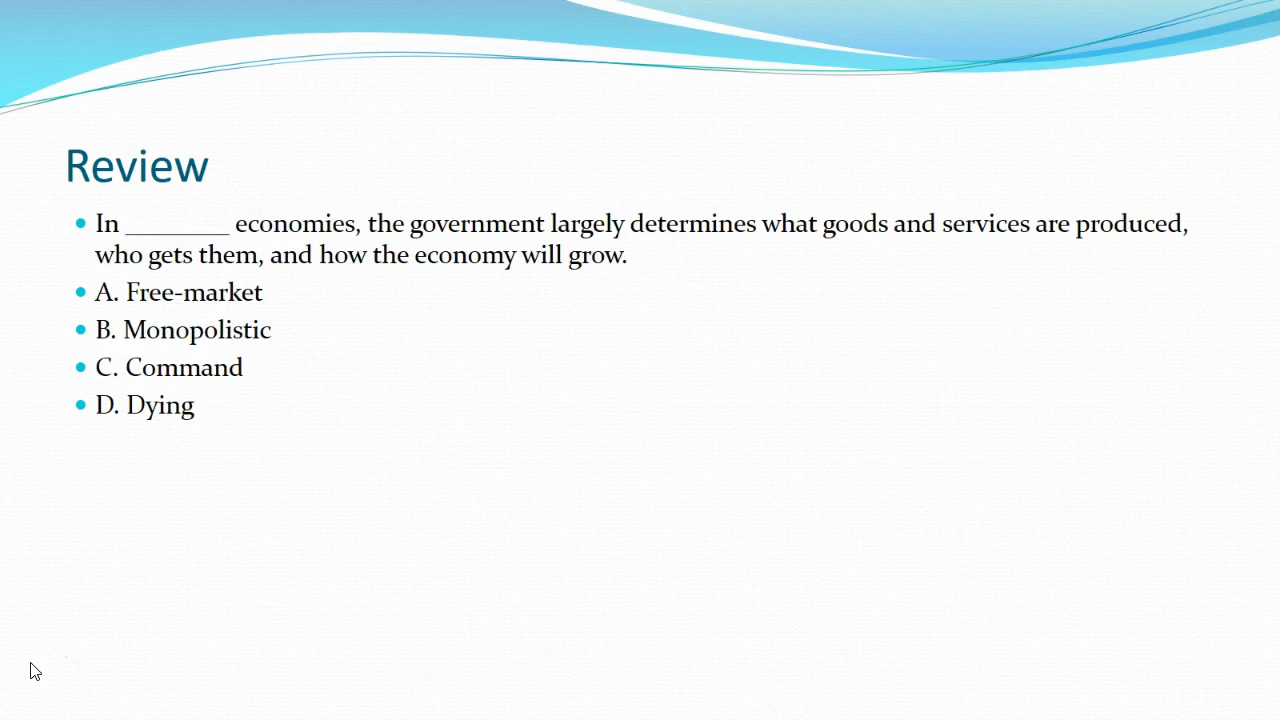 Review
In ________ economies, the government largely determines what goods and services are produced,
who gets them, and how the economy will grow.
A. Free-market
B. Monopolistic
C. Command
D. Dying